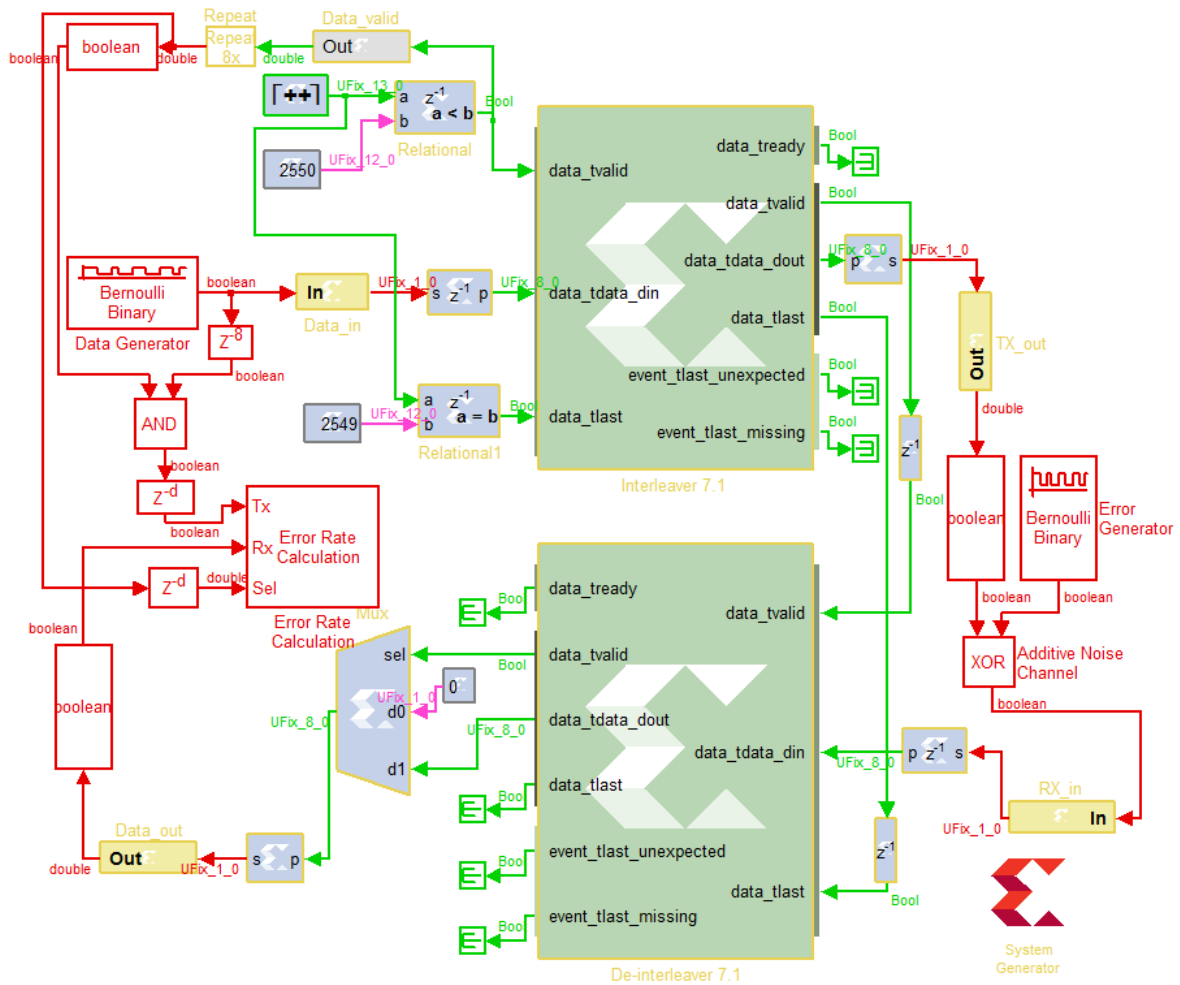 Repeat
Data_valid
boolean
boolean
double
Repeat
8x
double
Out
UFix_13_0
++
a
z-1
a < b
b
Bool
Relational
2550
UFix_12_0
data_tvalid
data_tready
Bool
data_tvalid
Bool
Bernoulli
Binary
boolean
Data Generator
In
Data_in
UFix_1_0
s z-1 p
UFix_8_0
data_tdata_din
data_tdata_dout
UFix_8_0
p s
UFix_1_0
data_tlast
Out
TX_out
double
Z-8
boolean
event_tlast_unexpected
Bool
AND
boolean
2549
UFix_12_0
a
z-1
b
a = b
Bool
Relational1
data_tlast
event_tlast_missing
Bool
z-1
Bool
Interleaver 7.1
Z-d
boolean
Tx
Rx
Sel
Error Rate
Calculation
Error Rate
Calculation
Z-d
double
boolean
Bernoulli
Binary
Error
Generator
boolean
boolean
XOR
Additive Noise
Channel
boolean
data_tready
Bool
data_tvalid
Mux
sel
data_tvalid
Bool
0
UFix_1_0
d0
d1
UFix_8_0
data_tdata_dout
UFix_8_0
data_tdata_din
UFix_8_0
p z-1 s
data_tlast
Bool
RX_in
In
UFix_1_0
boolean
boolean
double
Data_out
Out
UFix_1_0
s p
event_tlast_unexpected
Bool
z-1
data_tlast
Bool
event_tlast_missing
Bool
De-interleaver 7.1
System
Generator